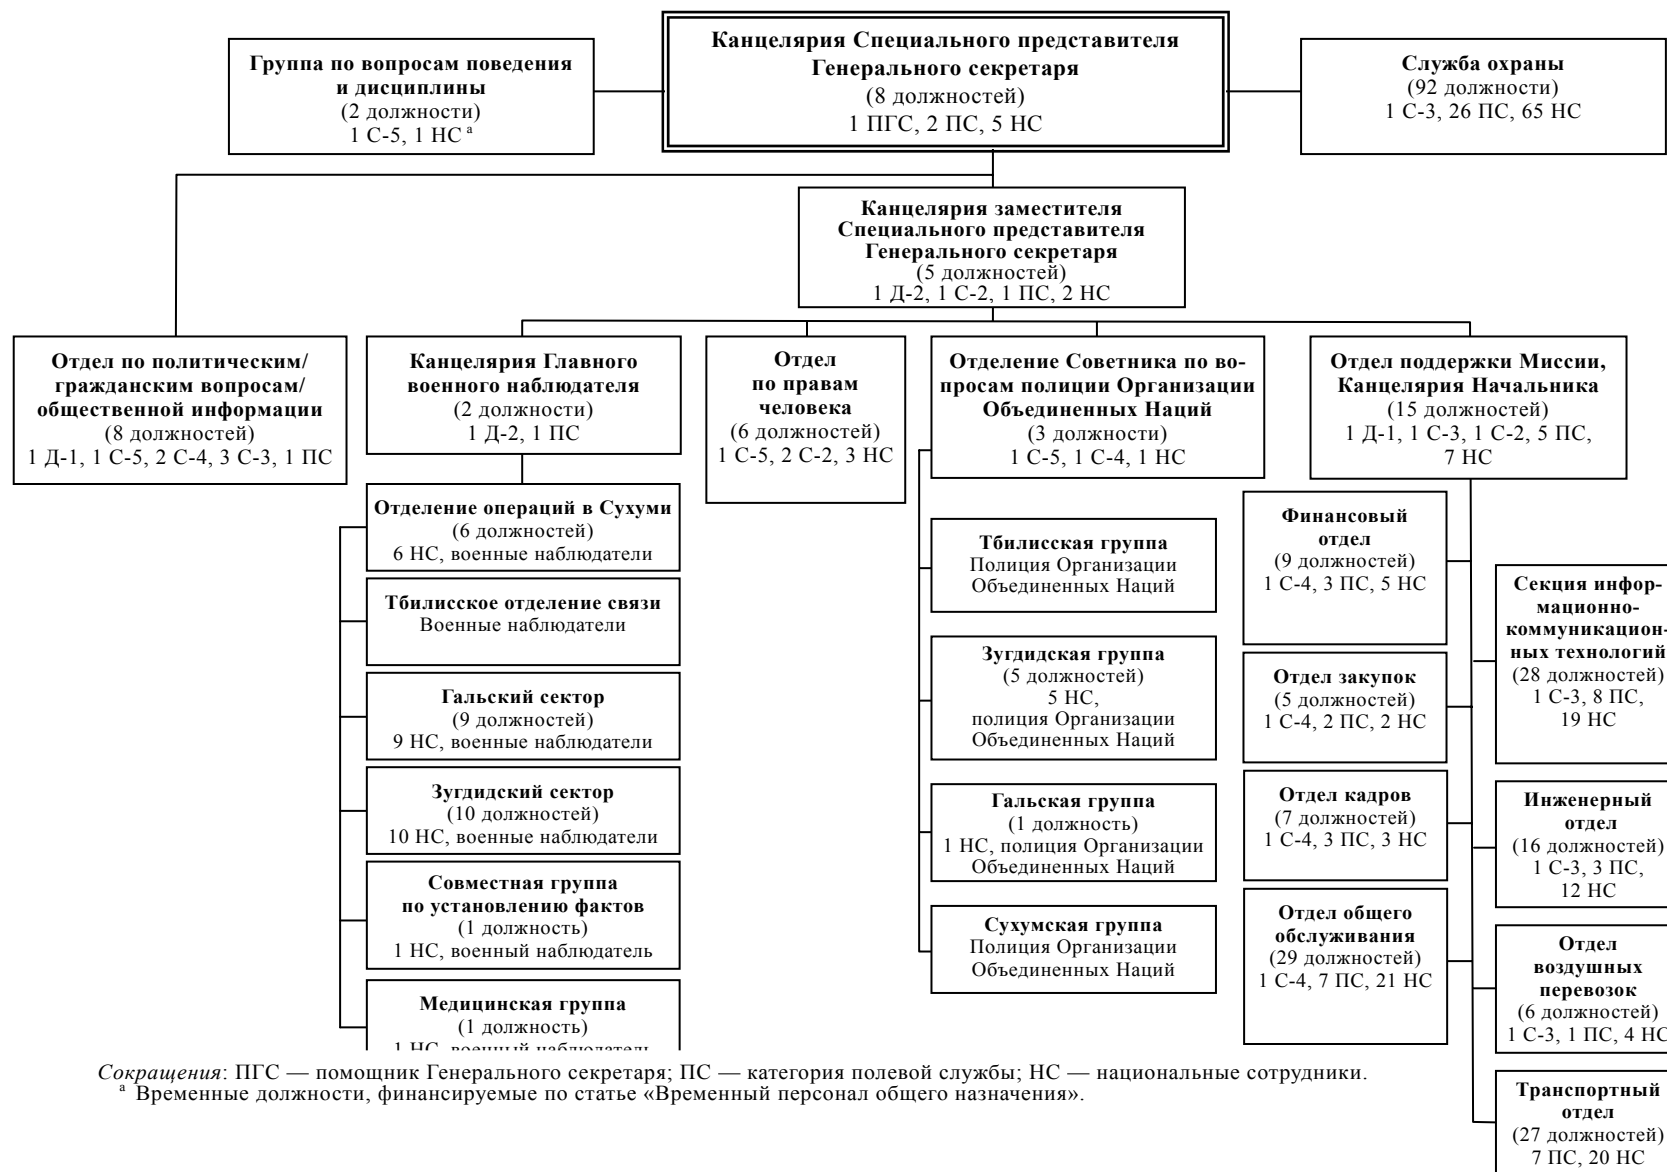 Канцелярия Специального представителя
Генерального секретаря
(8 должностей)
1 ПГС, 2 ПС, 5 НС
Группа по вопросам поведения
и дисциплины
(2 должности)
1 С-5, 1 НС ª
Служба охраны
(92 должности)
1 С-3, 26 ПС, 65 НС
Канцелярия заместителя
Специального представителя
Генерального секретаря
(5 должностей)
1 Д-2, 1 С-2, 1 ПС, 2 НС
Отдел по политическим/
гражданским вопросам/
общественной информации
(8 должностей)
1 Д-1, 1 С-5, 2 С-4, 3 С-3, 1 ПС
Канцелярия Главного
военного наблюдателя
(2 должности)
1 Д-2, 1 ПС
Отдел
по правам
человека
(6 должностей)
1 С-5, 2 С-2, 3 НС
Отделение Советника по во-
просам полиции Организации
Объединенных Наций
(3 должности)
1 С-5, 1 С-4, 1 НС
Отдел поддержки Миссии,
Канцелярия Начальника
(15 должностей)
1 Д-1, 1 С-3, 1 С-2, 5 ПС,
7 НС
Отделение операций в Сухуми
(6 должностей)
6 НС, военные наблюдатели
Тбилисское отделение связи
Военные наблюдатели
Гальский сектор
(9 должностей)
9 НС, военные наблюдатели
Зугдидский сектор
(10 должностей)
10 НС, военные наблюдатели
Совместная группа
по установлению фактов
(1 должность)
1 НС, военный наблюдатель
Медицинская группа
(1 должность)
1 НС, военный наблюдатель
Тбилисская группа
Полиция Организации
Объединенных Наций
Зугдидская группа
(5 должностей)
5 НС,
полиция Организации
Объединенных Наций
Гальская группа
(1 должность)
1 НС, полиция Организации
Объединенных Наций
Сухумская группа
Полиция Организации
Объединенных Наций
Финансовый
отдел
(9 должностей)
1 С-4, 3 ПС, 5 НС
Отдел закупок
(5 должностей)
1 С-4, 2 ПС, 2 НС
Отдел кадров
(7 должностей)
1 С-4, 3 ПС, 3 НС
Отдел общего
обслуживания
(29 должностей)
1 С-4, 7 ПС, 21 НС
Секция инфор-
мационно-
коммуникацион-
ных технологий
(28 должностей)
1 С-3, 8 ПС,
19 НС
Инженерный
отдел
(16 должностей)
1 С-3, 3 ПС,
12 НС
Отдел
воздушных
перевозок
(6 должностей)
1 С-3, 1 ПС, 4 НС
Транспортный
отдел
(27 должностей)
7 ПС, 20 НС
Сокращения: ПГС — помощник Генерального секретаря; ПС — категория полевой службы; НС — национальные сотрудники.
ª Временные должности, финансируемые по статье «Временный персонал общего назначения».